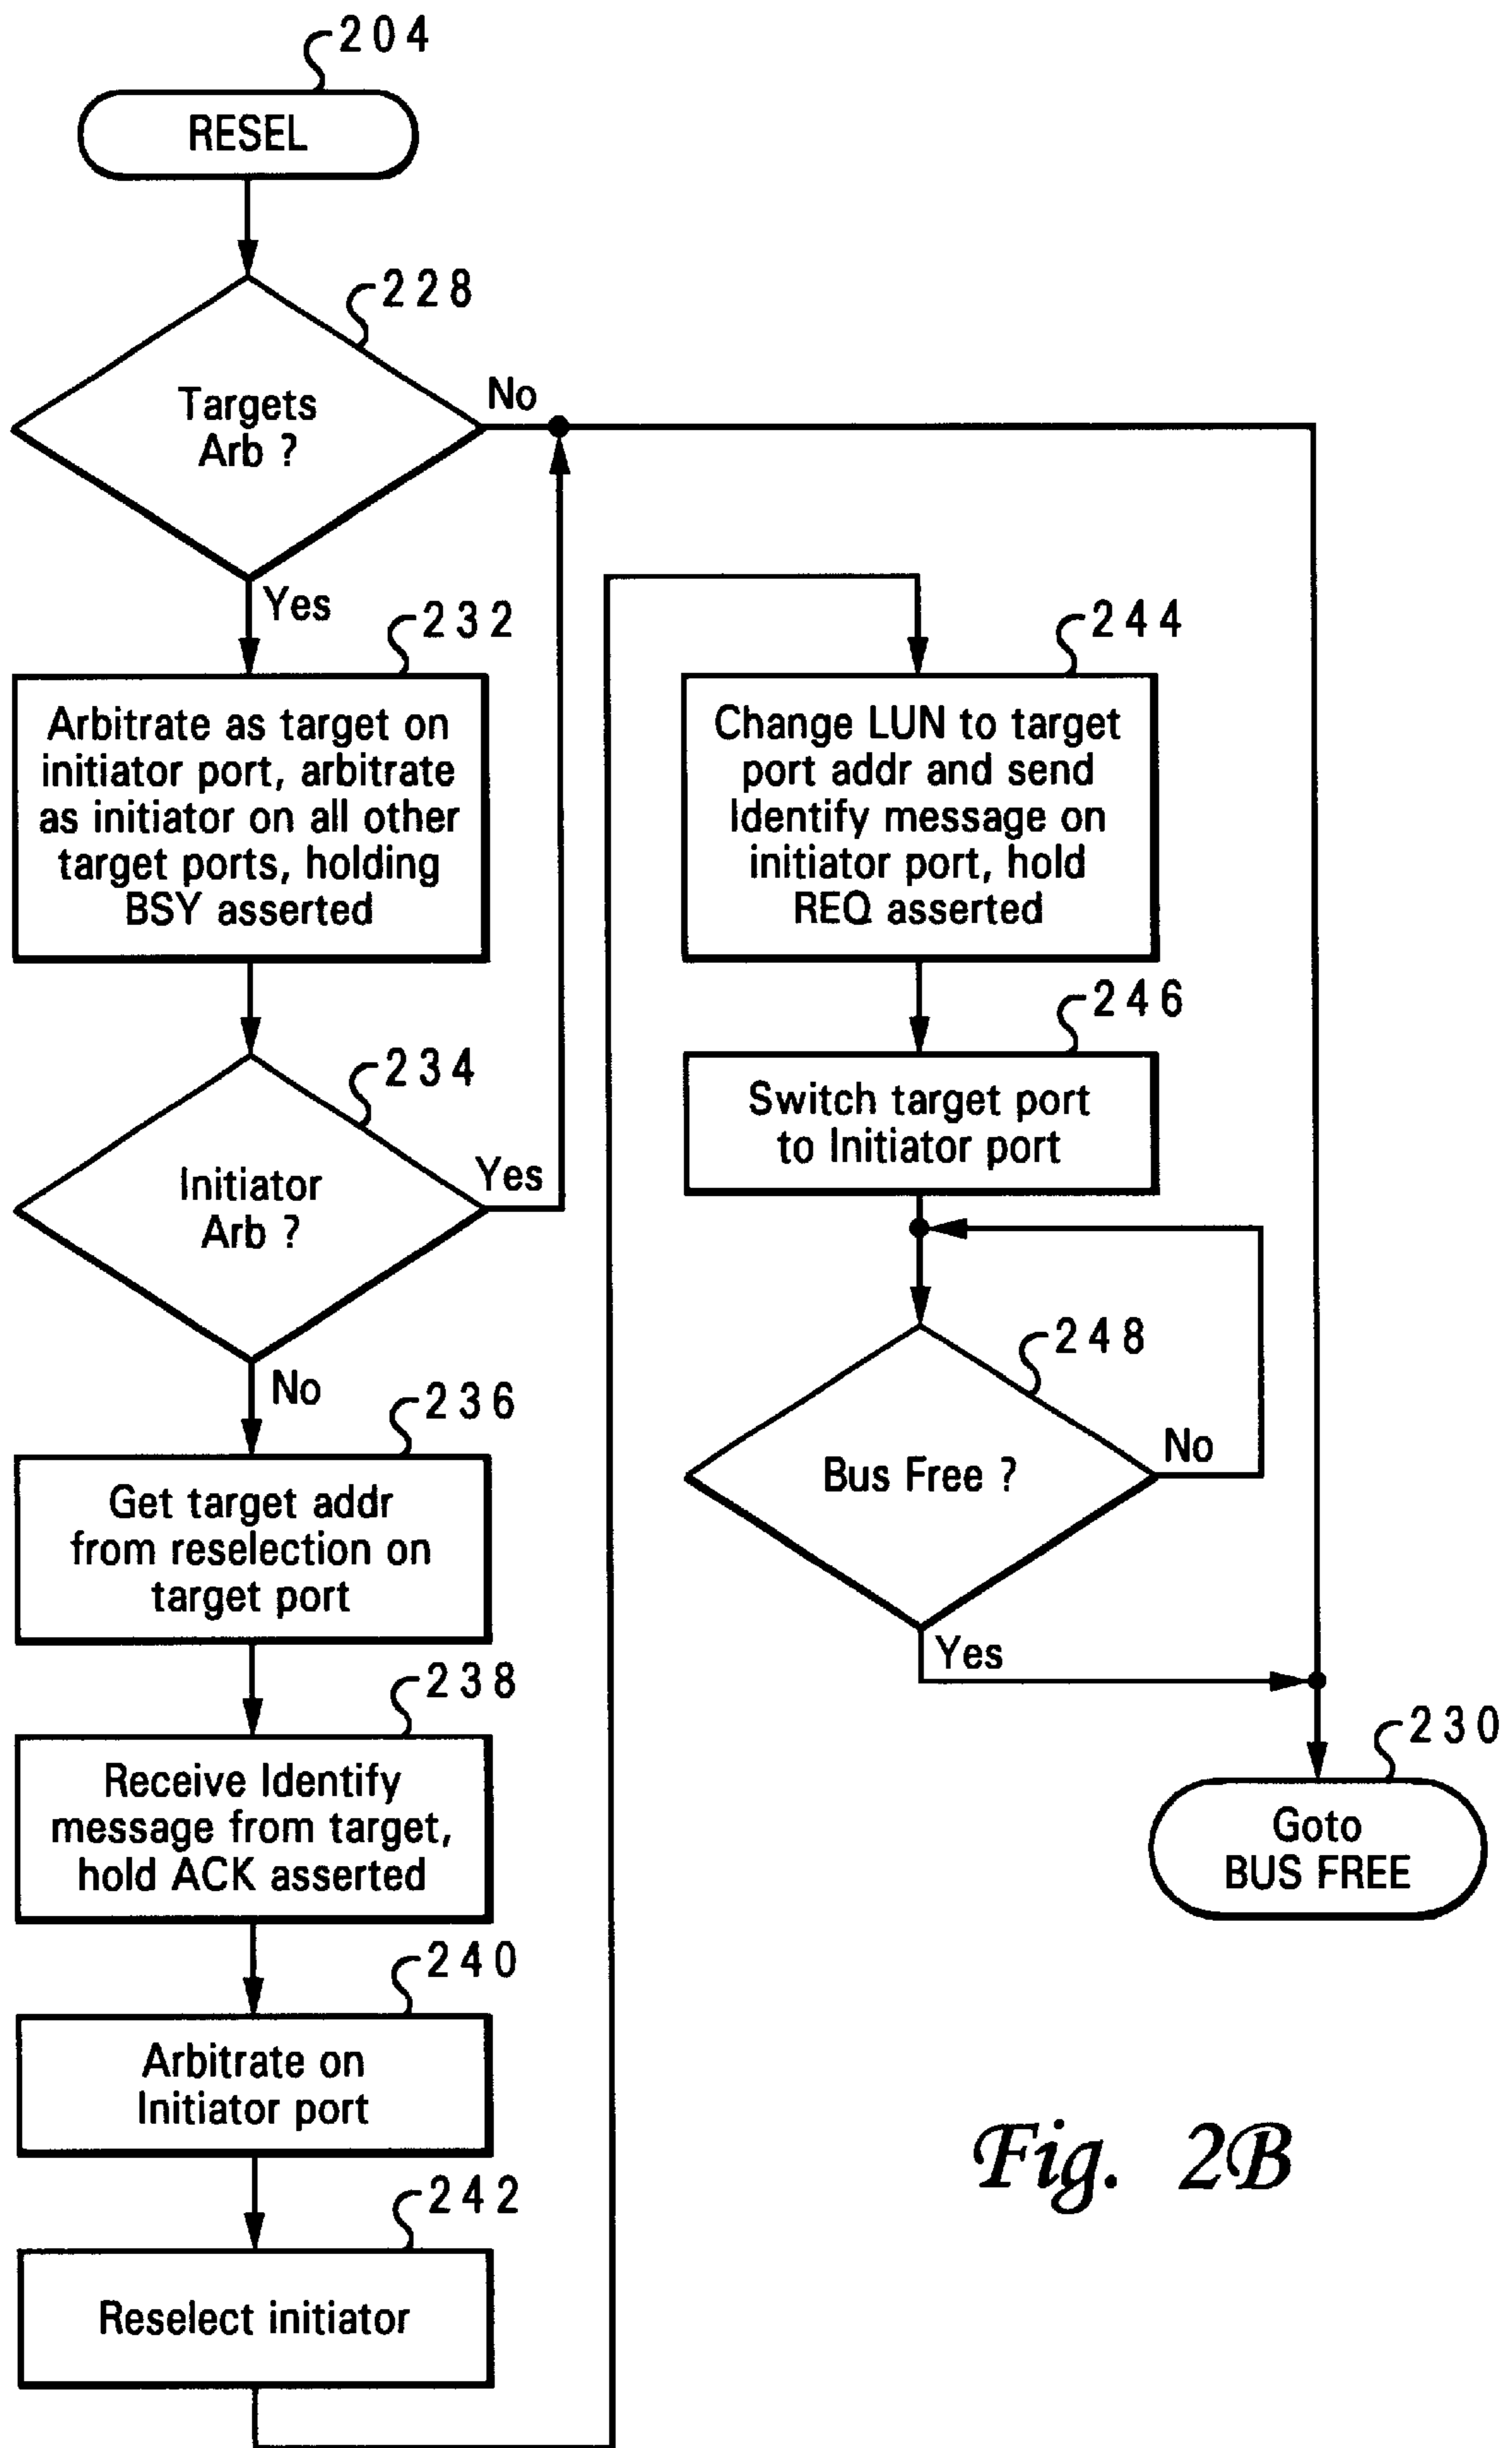 204
RESEL
228
Targets
Arb ?
No
Yes
232
Arbitrate as target on
initiator port, arbitrate
as initiator on all other
target ports, holding
BSY asserted
234
Initiator
Arb ?
Yes
No
236
Get target addr
from reselection on
target port
238
Receive Identify
message from target,
hold ACK asserted
240
Arbitrate on
Initiator port
242
Reselect initiator
244
Change LUN to target
port addr and send
Identify message on
initiator port, hold
REQ asserted
246
Switch target port
to Initiator port
248
Bus Free ?
No
Yes
230
Goto
BUS FREE
Fig. 2B